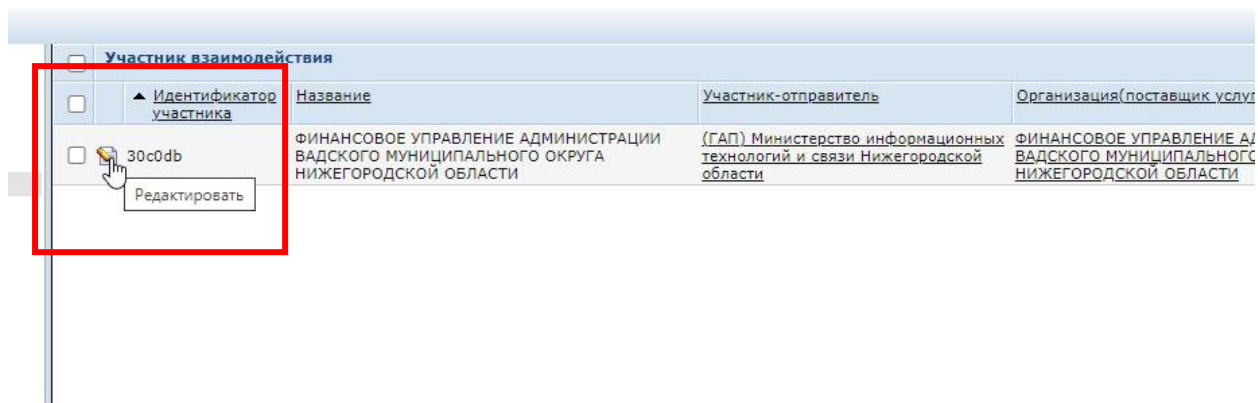 Участник взаимодействия
▲ Идентификатор участника
Название
Участник-отправитель
Организация(поставщик услуг
30c0db
ФИНАНСОВОЕ УПРАВЛЕНИЕ АДМИНИСТРАЦИИ
ВАДСКОГО МУНИЦИПАЛЬНОГО ОКРУГА
НИЖЕГОРОДСКОЙ ОБЛАСТИ
(ГАП) Министерство информационных
технологий и связи Нижегородской
области
ФИНАНСОВОЕ УПРАВЛЕНИЕ
ВАДСКОГО МУНИЦИПАЛЬНОГО
НИЖЕГОРОДСКОЙ ОБЛАСТИ
Редактировать